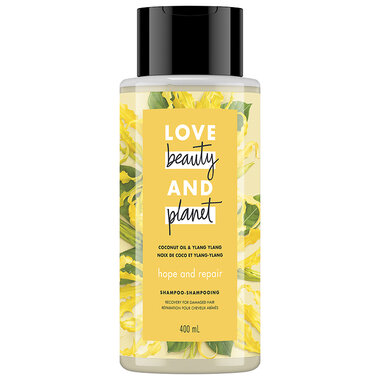 LOVE
beauty
AND
planet
COCONUT OIL & YLANG YLANG
NOIX DE COCO ET YLANG-YLANG
hope and repair
SHAMPOO•SHAMPOOING
RECOVERY FOR DAMAGED HAIR
RÉPARATION POUR CHEVEUX ABÎMÉS
400 mL